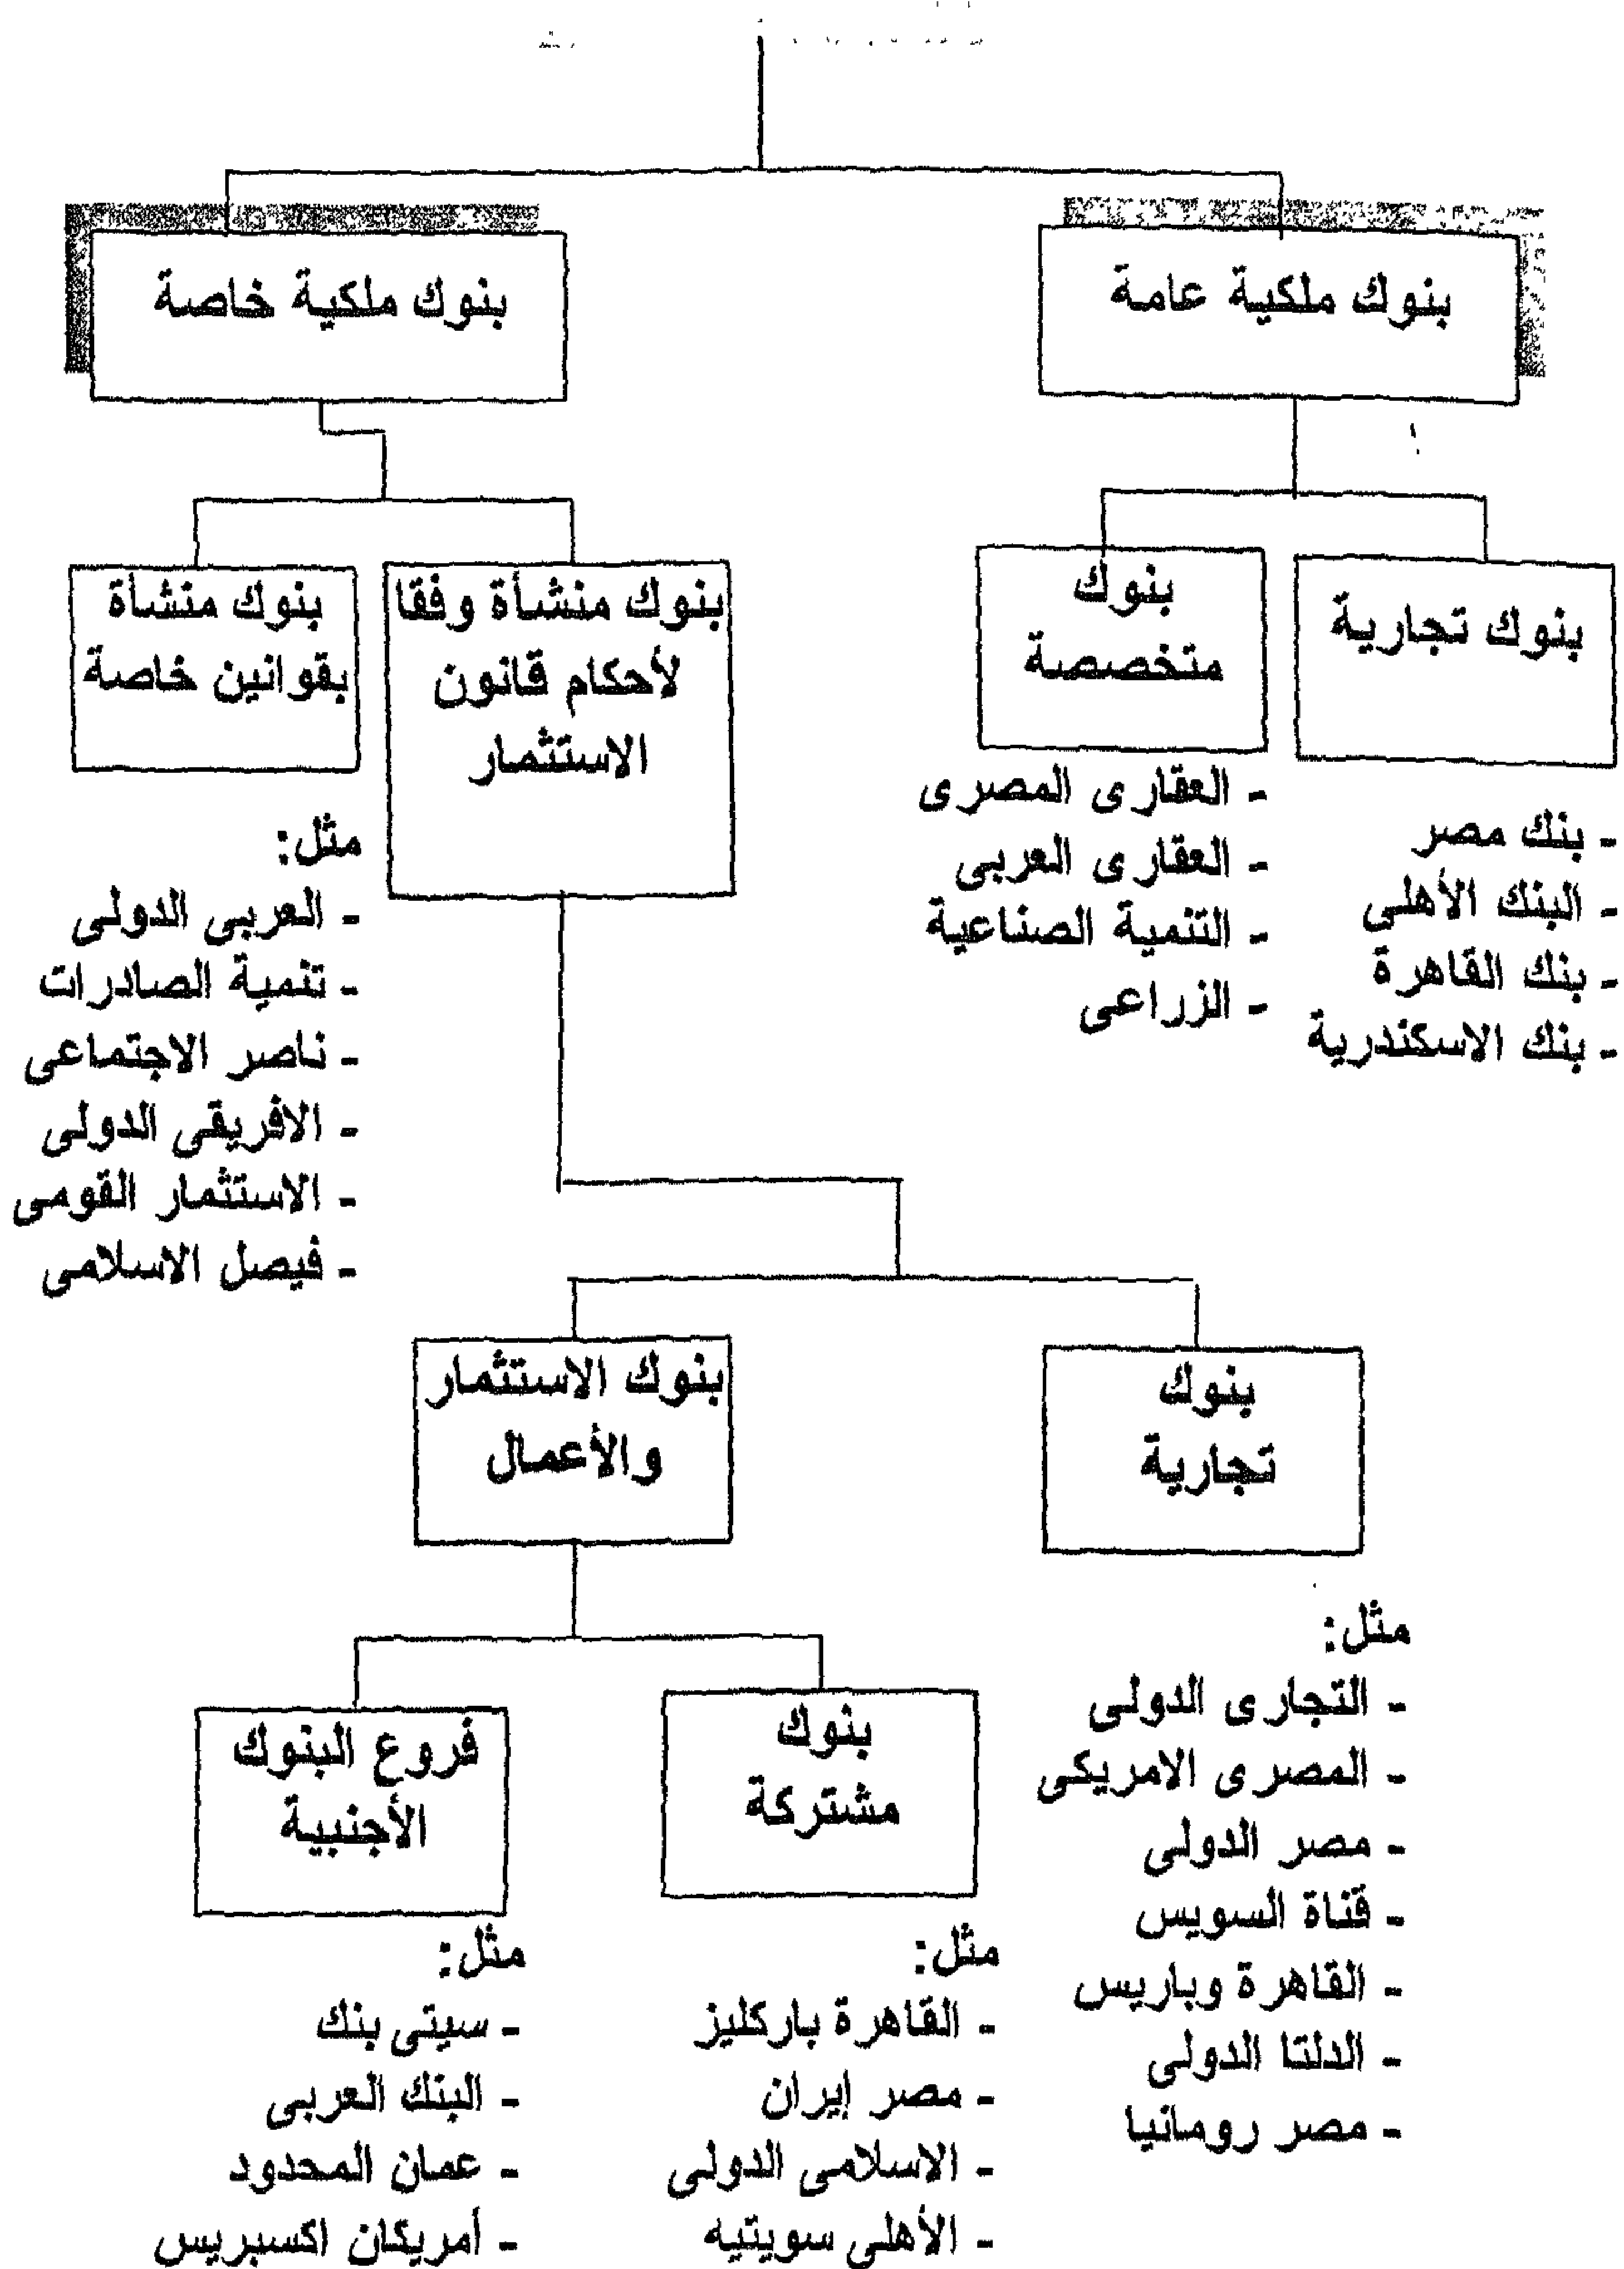 بنوك ملكية عامة
بنوك ملكية خاصة
بنوك تجارية
بنوك
متخصصة
بنوك منشأة وفقا
لأحكام قانون
الاستثمار
بنوك منشأة
بقوانين خاصة
- بنك مصر
- البنك الأهلى
- بنك القاهرة
- بنك الاسكندرية
- العقارى المصرى
- العقارى العربى
- التنمية الصناعية
- الزراعى
مثل:
- العربى الدولى
- تنمية الصادرات
- ناصر الاجتماعى
- الافريقى الدولى
- الاستثمار القومى
- فيصل الاسلامى
بنوك
تجارية
بنوك الاستثمار
والأعمال
مثل:
- التجارى الدولى
- المصرى الامريكى
- مصر الدولى
- قناة السويس
- القاهرة وباريس
- الدلتا الدولى
- مصر رومانيا
بنوك
مشتركة
فروع البنوك
الأجنبية
مثل:
- القاهرة باركليز
- مصر إيران
- الاسلامى الدولى
- الأهلى سويتيه
مثل:
- سيتى بنك
- البنك العربى
- عمان المحدود
- أمريكان اكسبريس